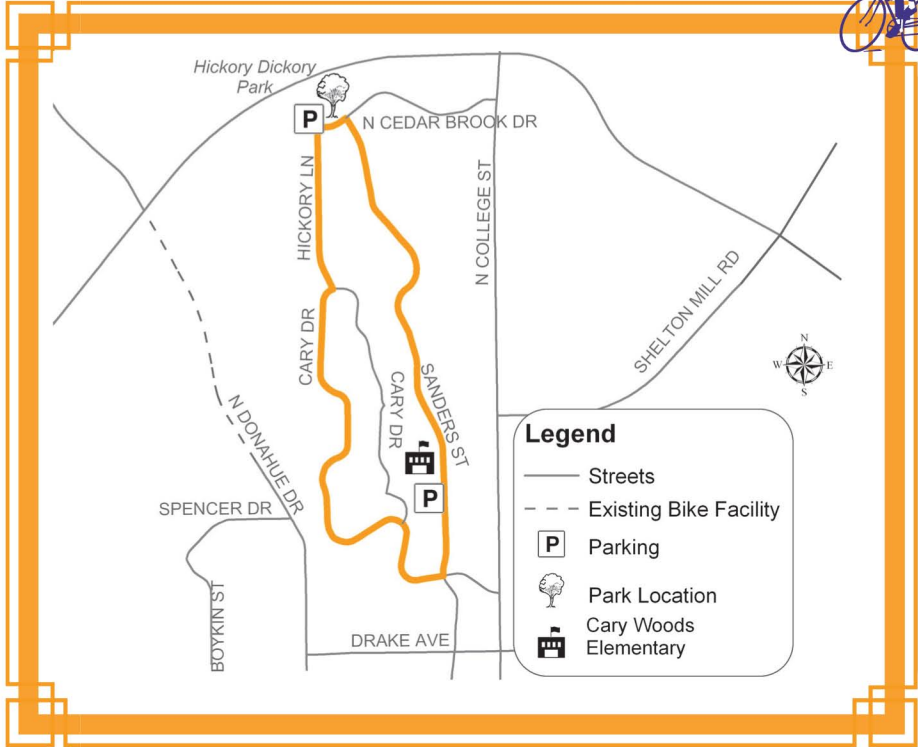 Hickory Dickory
Park
P
N CEDAR BROOK DR
HICKORY LN
N COLLEGE ST
SHELTON MILL RD
N
W
E
S
CARY DR
CARY DR
SANDERS ST
N DONAHUE DR
P
SPENCER DR
BOYKIN ST
DRAKE AVE
Legend
Streets
Existing Bike Facility
P
Parking
Park Location
Cary Woods
Elementary